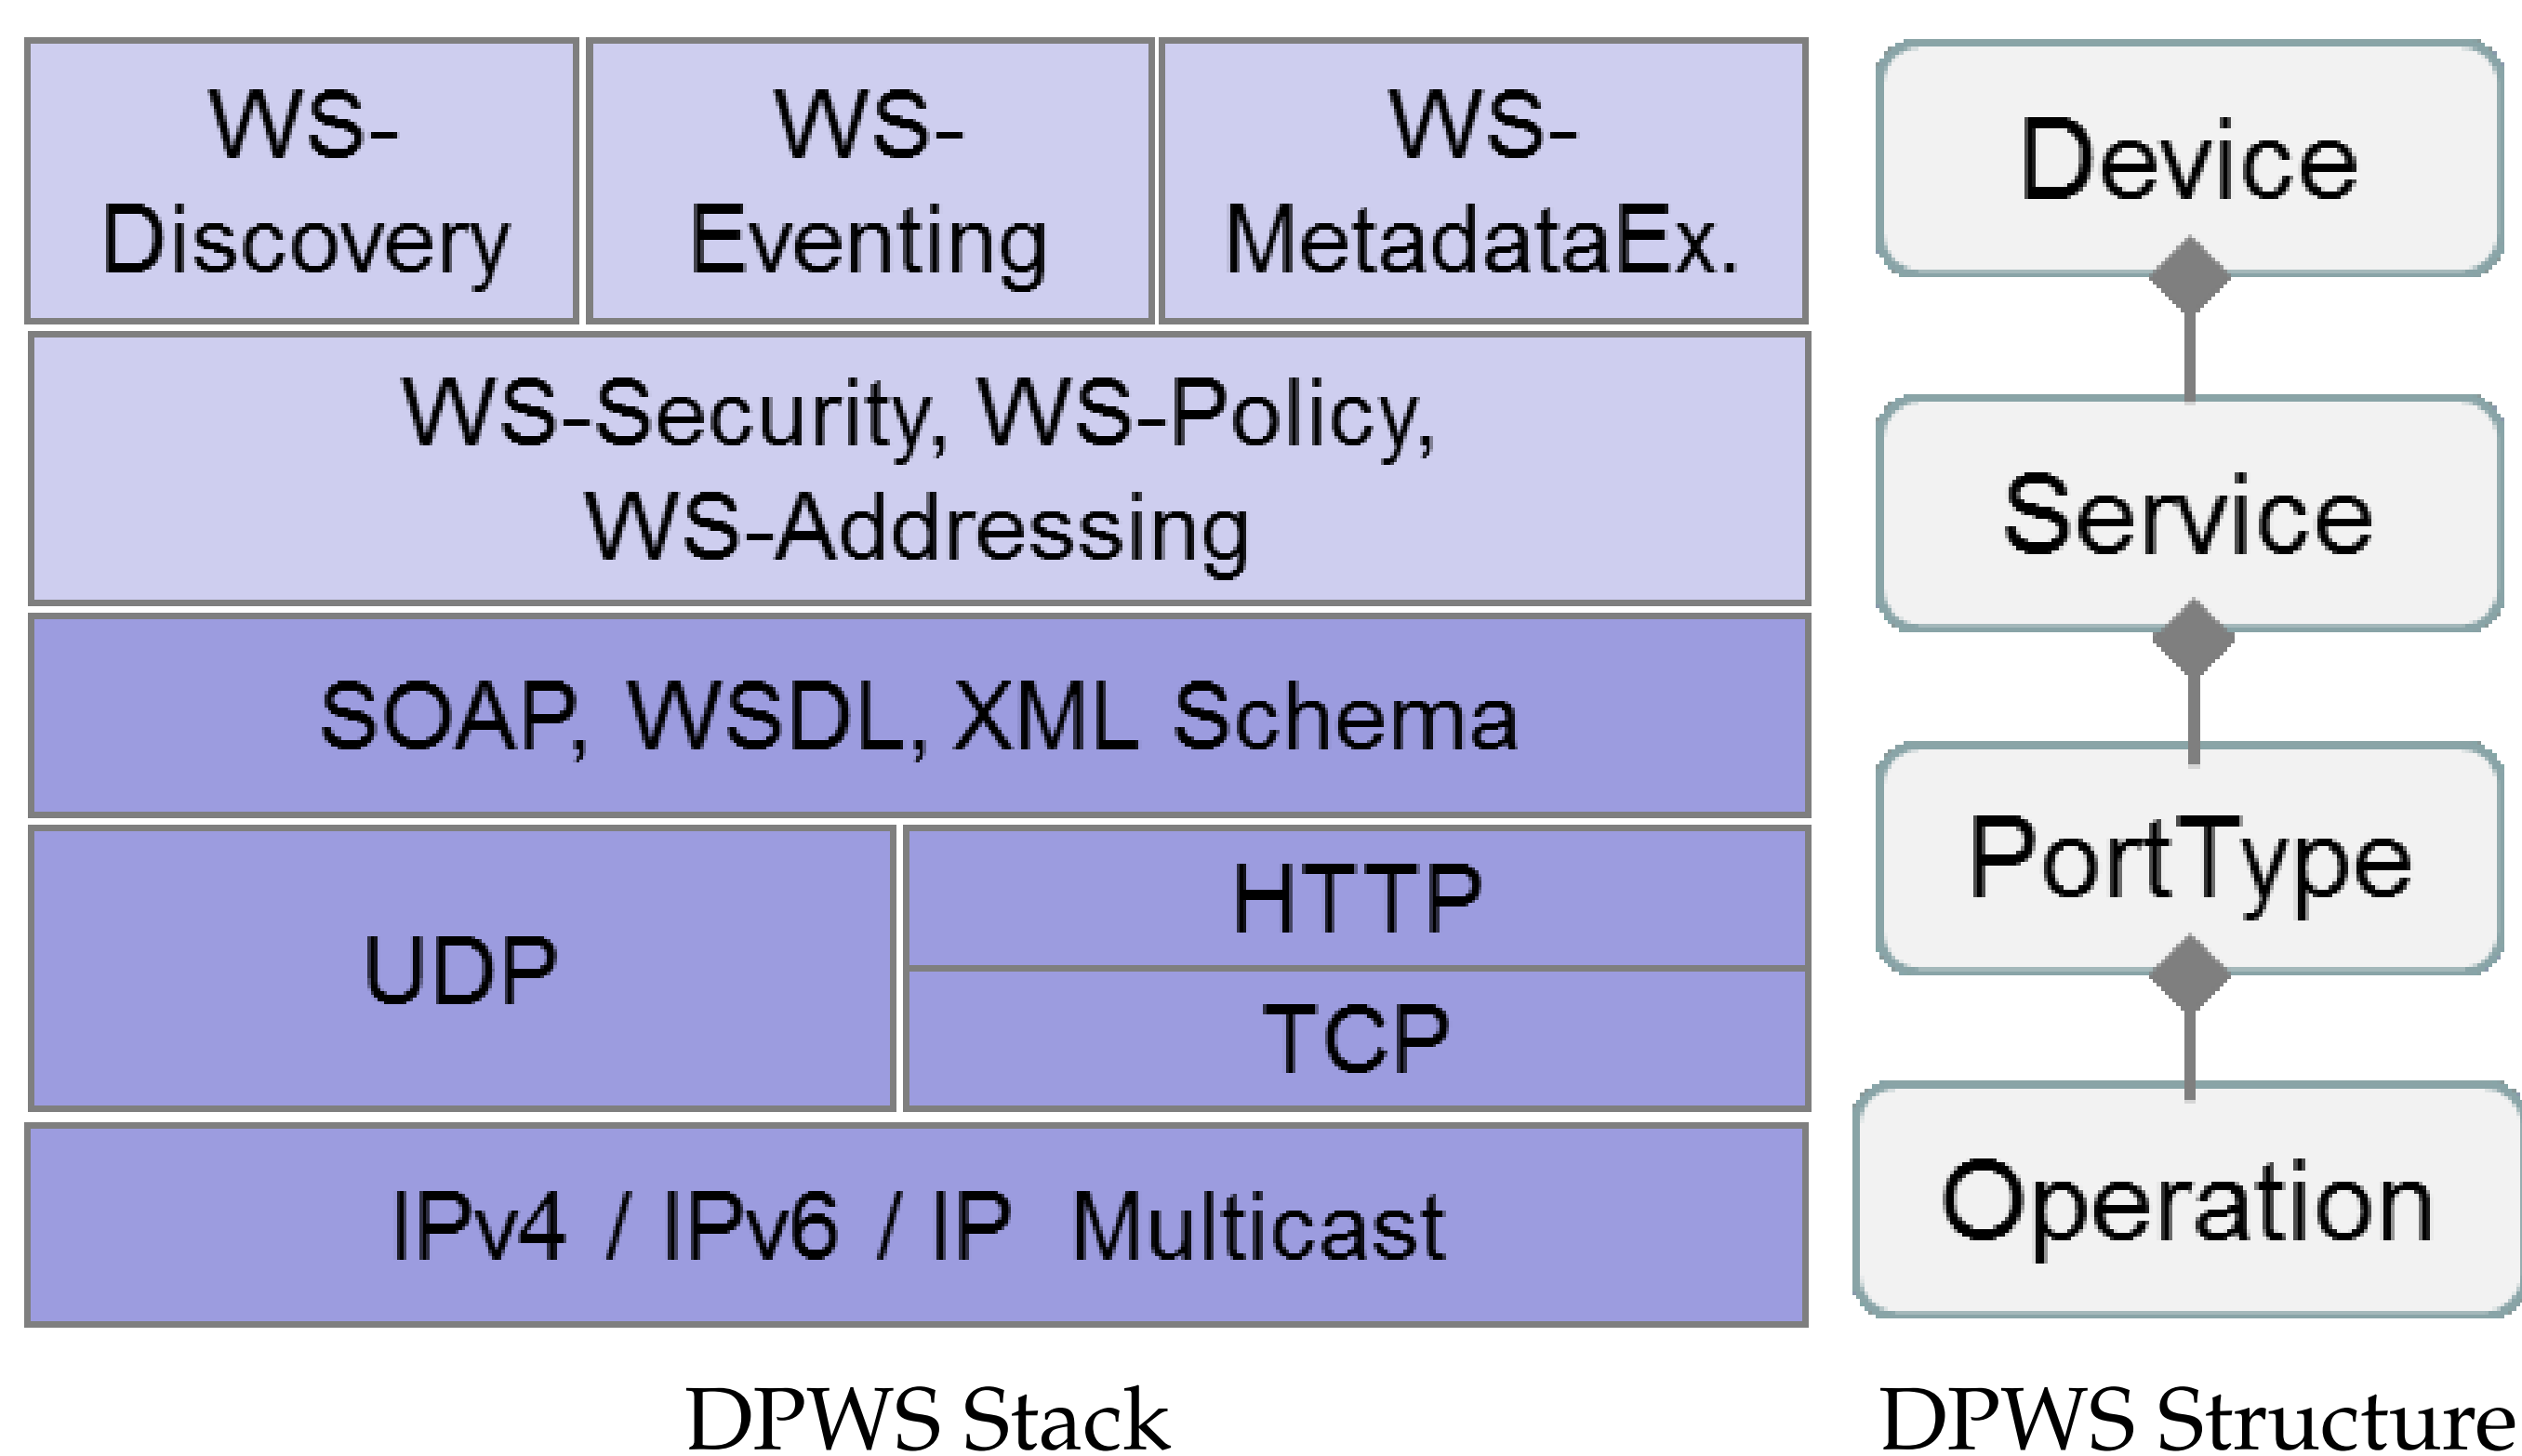 WS-
Discovery
WS-
Eventing
WS-
MetadataEx.
WS-Security, WS-Policy,
WS-Addressing
SOAP, WSDL, XML Schema
UDP
HTTP
TCP
IPv4 / IPv6 / IP Multicast
DPWS Stack
Device
Service
PortType
Operation
DPWS Structure